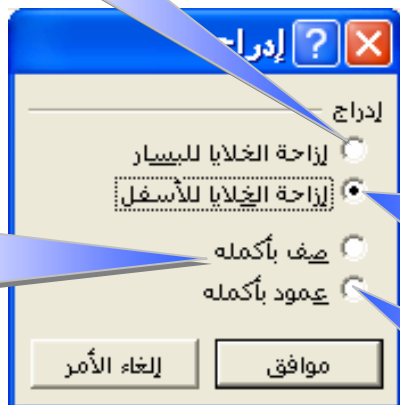 إدراج
إدراج
إزاحة الخلايا لليسار
إزاحة الخلايا للأسفل
صف بأكمله
عمود بأكمله
موافق
إلغاء الأمر